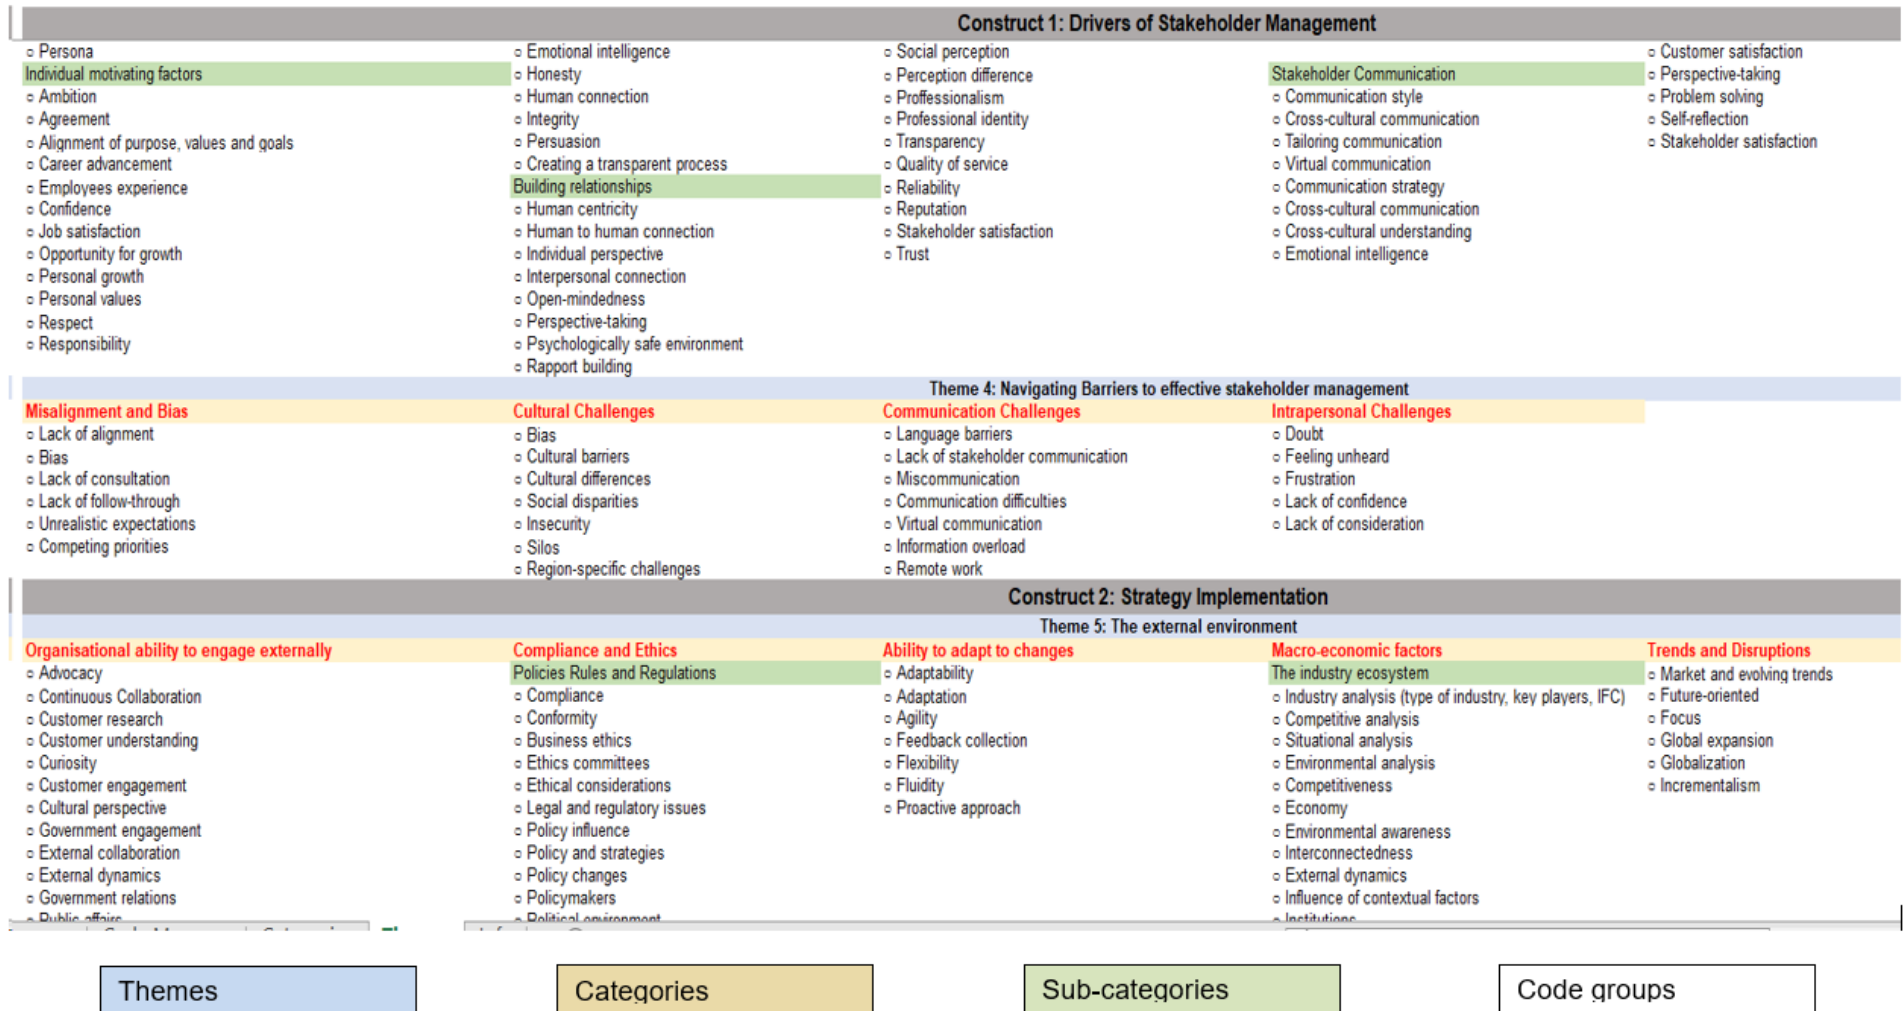 Construct 1: Drivers of Stakeholder Management
○ Persona
Individual motivating factors
○ Ambition
○ Agreement
○ Alignment of purpose, values and goals
○ Career advancement
○ Employees experience
○ Confidence
○ Job satisfaction
○ Opportunity for growth
○ Personal growth
○ Personal values
○ Respect
○ Responsibility
○ Emotional intelligence
○ Honesty
○ Human connection
○ Integrity
○ Persuasion
○ Creating a transparent process
Building relationships
○ Human centricity
○ Human to human connection
○ Individual perspective
○ Interpersonal connection
○ Open-mindedness
○ Perspective-taking
○ Psychologically safe environment
○ Rapport building
○ Social perception
○ Perception difference
○ Proffessionalism
○ Professional identity
○ Transparency
○ Quality of service
○ Reliability
○ Reputation
○ Stakeholder satisfaction
○ Trust
Stakeholder Communication
○ Communication style
○ Cross-cultural communication
○ Tailoring communication
○ Virtual communication
○ Communication strategy
○ Cross-cultural communication
○ Cross-cultural understanding
○ Emotional intelligence
○ Customer satisfaction
○ Perspective-taking
○ Problem solving
○ Self-reflection
○ Stakeholder satisfaction
Theme 4: Navigating Barriers to effective stakeholder management
Misalignment and Bias
○ Lack of alignment
○ Bias
○ Lack of consultation
○ Lack of follow-through
○ Unrealistic expectations
○ Competing priorities
Cultural Challenges
○ Bias
○ Cultural barriers
○ Cultural differences
○ Social disparities
○ Insecurity
○ Silos
○ Region-specific challenges
Communication Challenges
○ Language barriers
○ Lack of stakeholder communication
○ Miscommunication
○ Communication difficulties
○ Virtual communication
○ Information overload
○ Remote work
Intrapersonal Challenges
○ Doubt
○ Feeling unheard
○ Frustration
○ Lack of confidence
○ Lack of consideration
Construct 2: Strategy Implementation
Theme 5: The external environment
Organisational ability to engage externally
○ Advocacy
○ Continuous Collaboration
○ Customer research
○ Customer understanding
○ Curiosity
○ Customer engagement
○ Cultural perspective
○ Government engagement
○ External collaboration
○ External dynamics
○ Government relations
○ Public affairs
Compliance and Ethics
Policies Rules and Regulations
○ Compliance
○ Conformity
○ Business ethics
○ Ethics committees
○ Ethical considerations
○ Legal and regulatory issues
○ Policy influence
○ Policy and strategies
○ Policy changes
○ Policymakers
○ Political environment
Ability to adapt to changes
○ Adaptability
○ Adaptation
○ Agility
○ Feedback collection
○ Flexibility
○ Fluidity
○ Proactive approach
Macro-economic factors
The industry ecosystem
○ Industry analysis (type of industry, key players, IFC)
○ Competitive analysis
○ Situational analysis
○ Environmental analysis
○ Competitiveness
○ Economy
○ Environmental awareness
○ Interconnectedness
○ External dynamics
○ Influence of contextual factors
○ Institutions
Trends and Disruptions
○ Market and evolving trends
○ Future-oriented
○ Focus
○ Global expansion
○ Globalization
○ Incrementalism
Themes
Categories
Sub-categories
Code groups